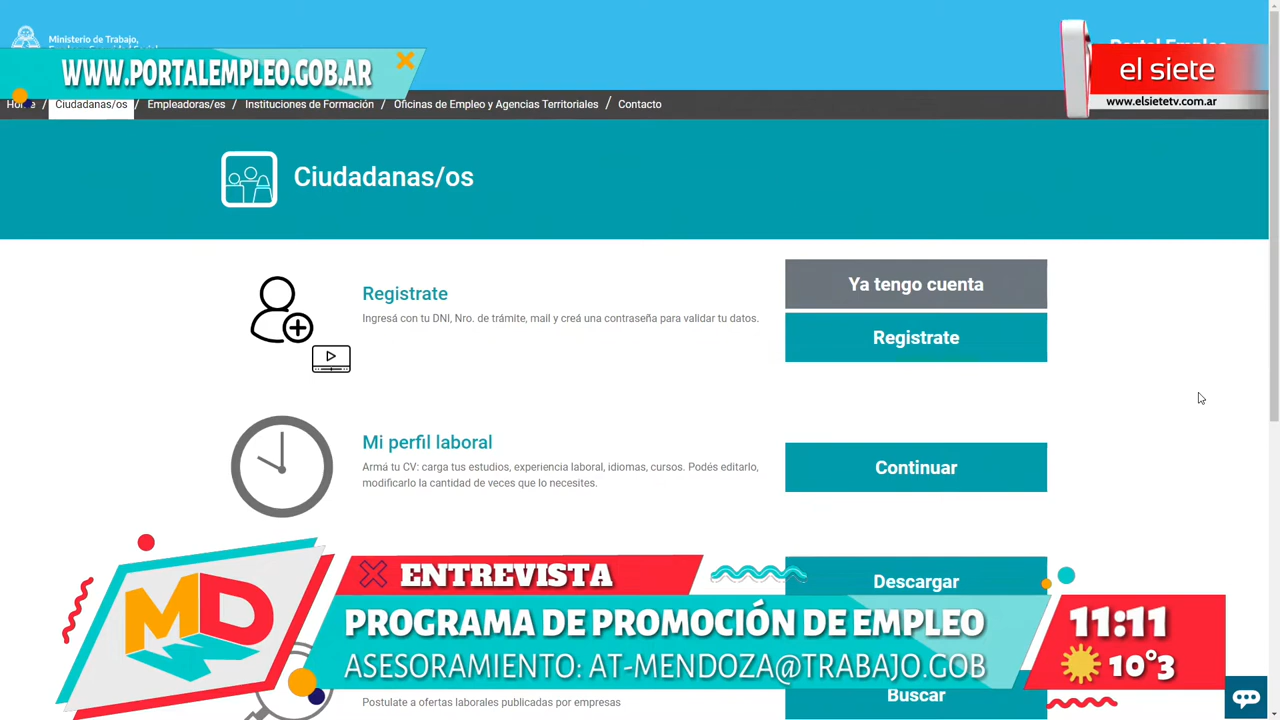 Ministerio de Trabajo,
WWW.PORTALEMPLEO.GOB.AR
el siete
www.elsietetv.com.ar
Home / Ciudadanas/os / Empleadoras/es / Instituciones de Formación / Oficinas de Empleo y Agencias Territoriales / Contacto
Ciudadanas/os
Registrate
Ingresá con tu DNI, Nro. de trámite, mail y creá una contraseña para validar tu datos.
Ya tengo cuenta
Registrate
Mi perfil laboral
Armá tu CV: carga tus estudios, experiencia laboral, idiomas, cursos. Podés editarlo,
modificarlo la cantidad de veces que lo necesites.
Continuar
Descargar
MD
ENTREVISTA
PROGRAMA DE PROMOCIÓN DE EMPLEO
ASESORAMIENTO: AT-MENDOZA@TRABAJO.GOB
11:11
10°3
Postulate a ofertas laborales publicadas por empresas
Buscar